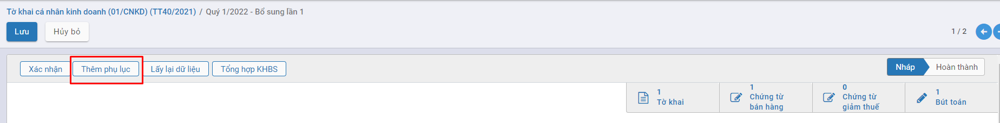 Tờ khai cá nhân kinh doanh (01/CNKD) (TT40/2021) / Quý 1/2022 - Bổ sung lần 1
Lưu Hủy bỏ 1 / 2
Xác nhận Thêm phụ lục Lấy lại dữ liệu Tổng hợp KHBS Nháp Hoàn thành
1
Tờ khai
1
Chứng từ
bán hàng
0
Chứng từ
giảm thuế
1
Bút toán